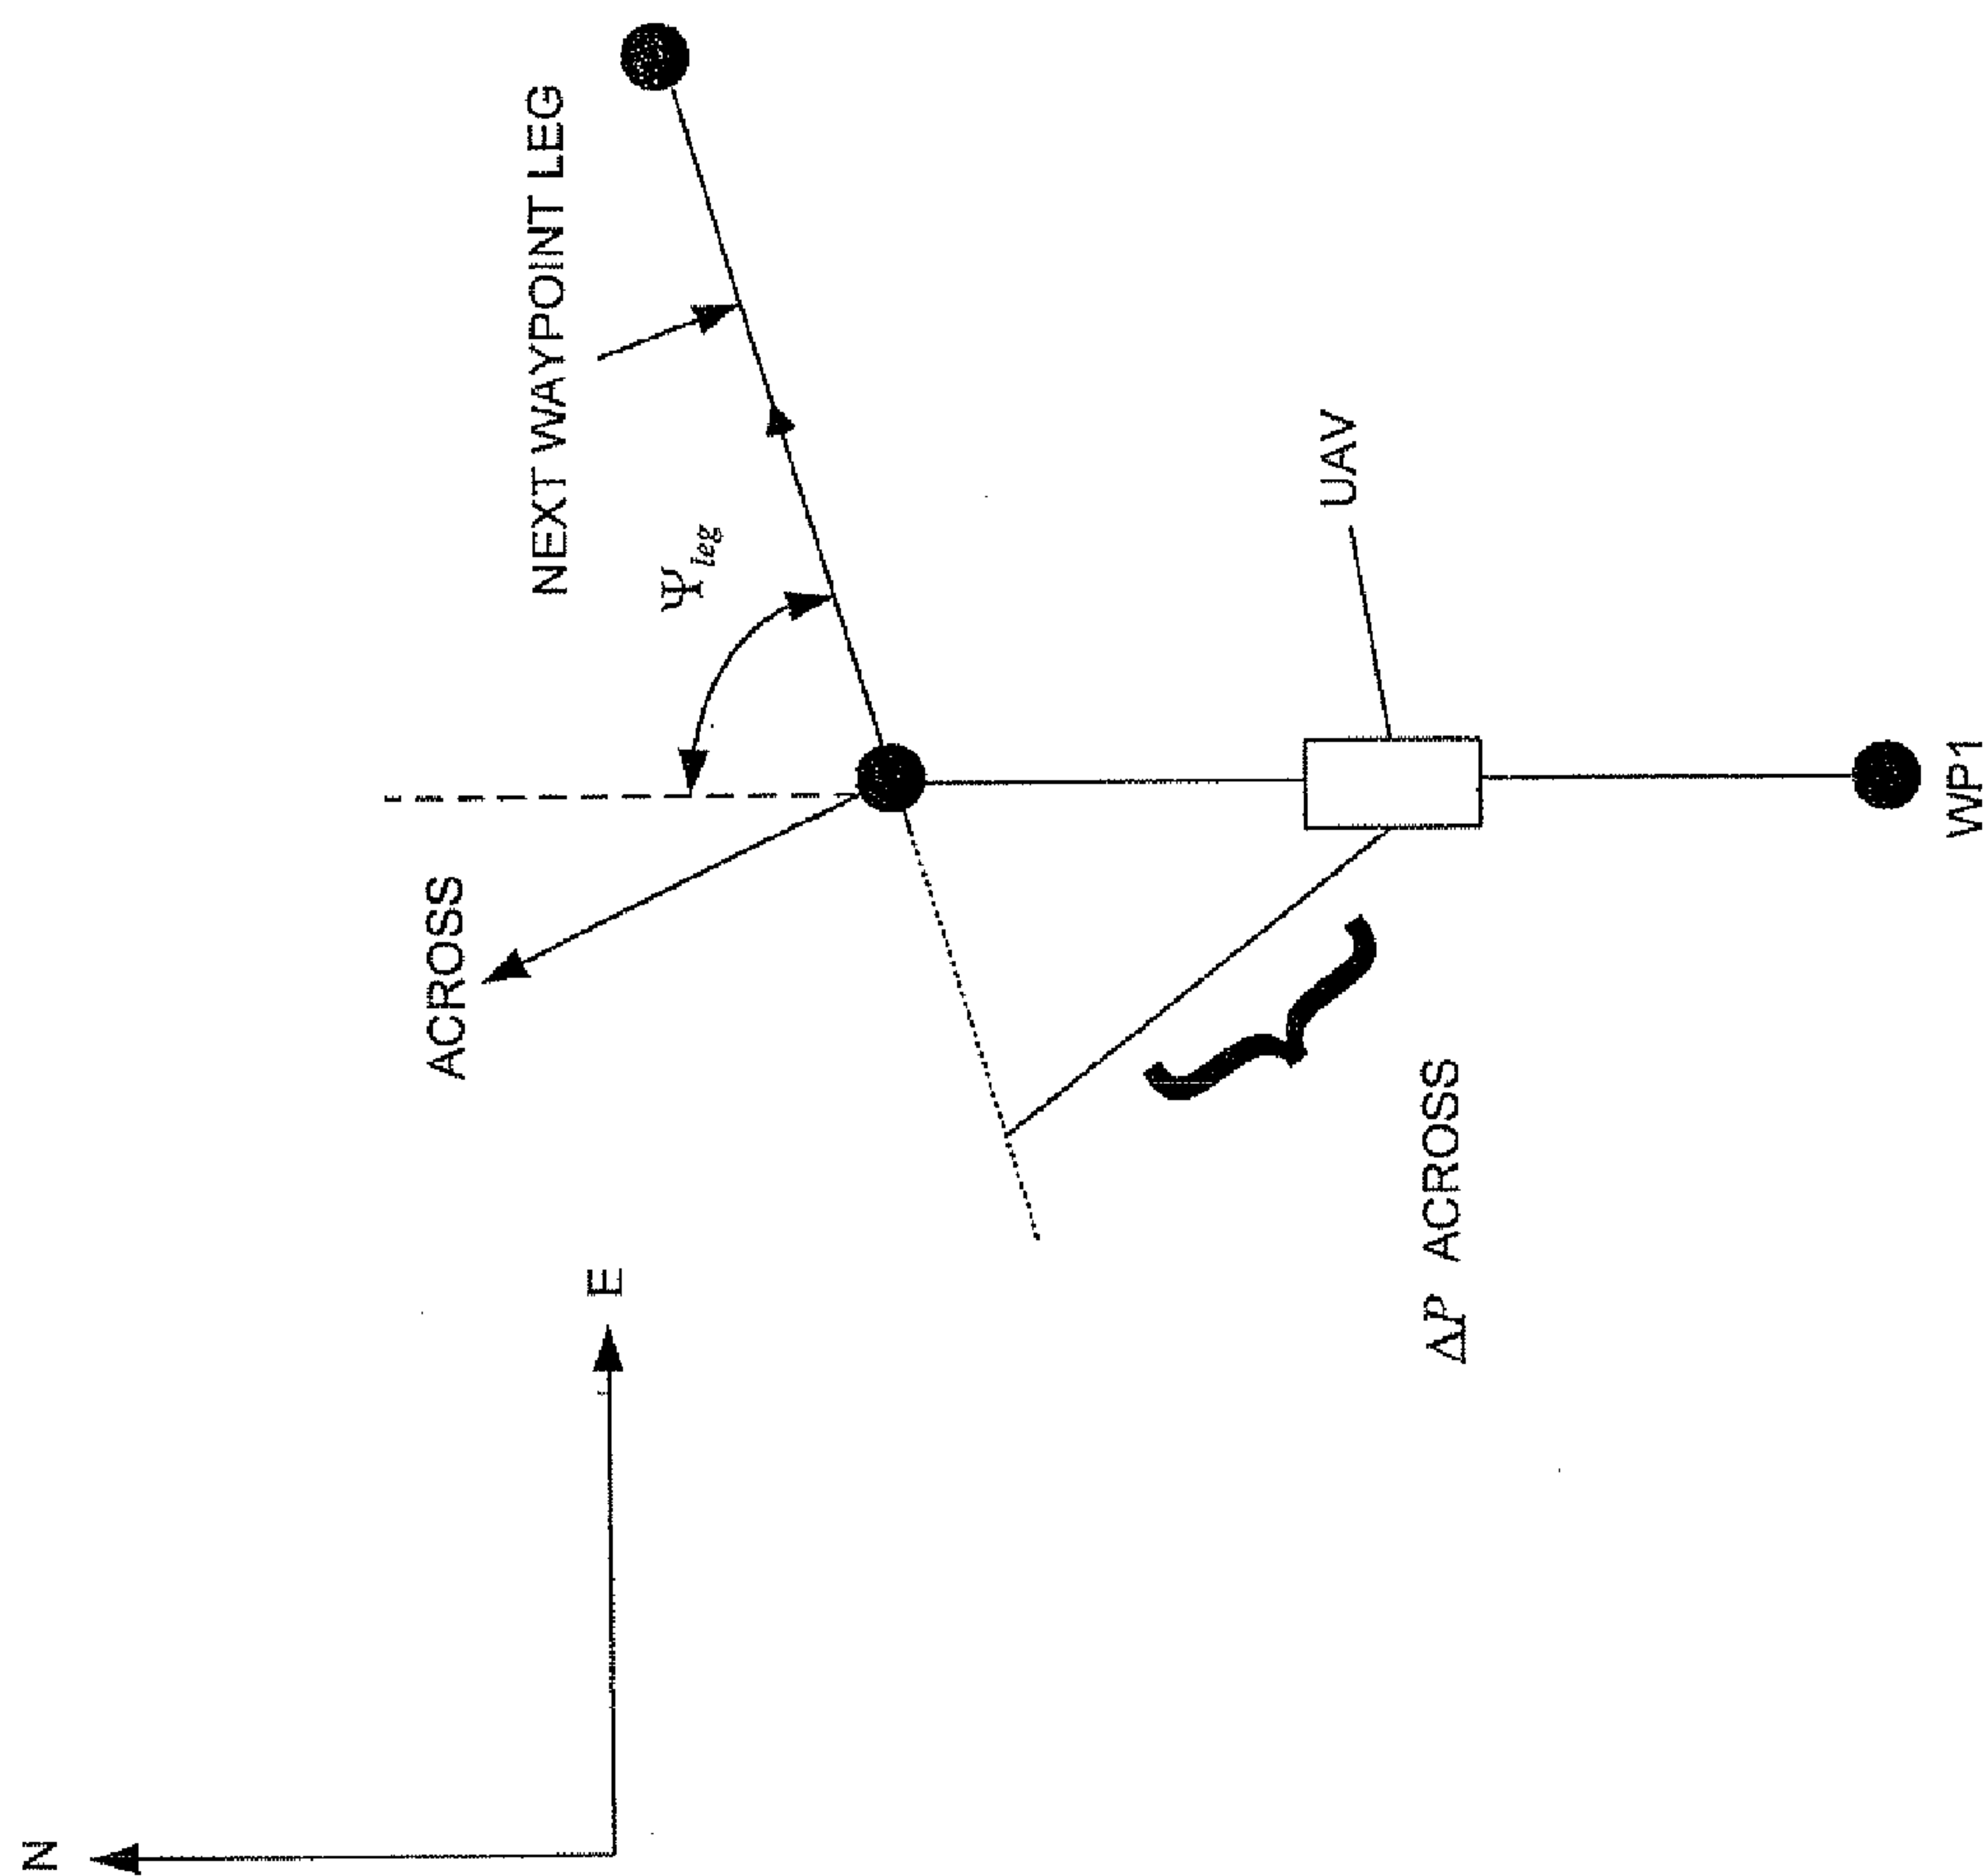 N
E
ACROSS
NEXT WAYPOINT LEG
Ψleg
UAV
ΔP ACROSS
WP1